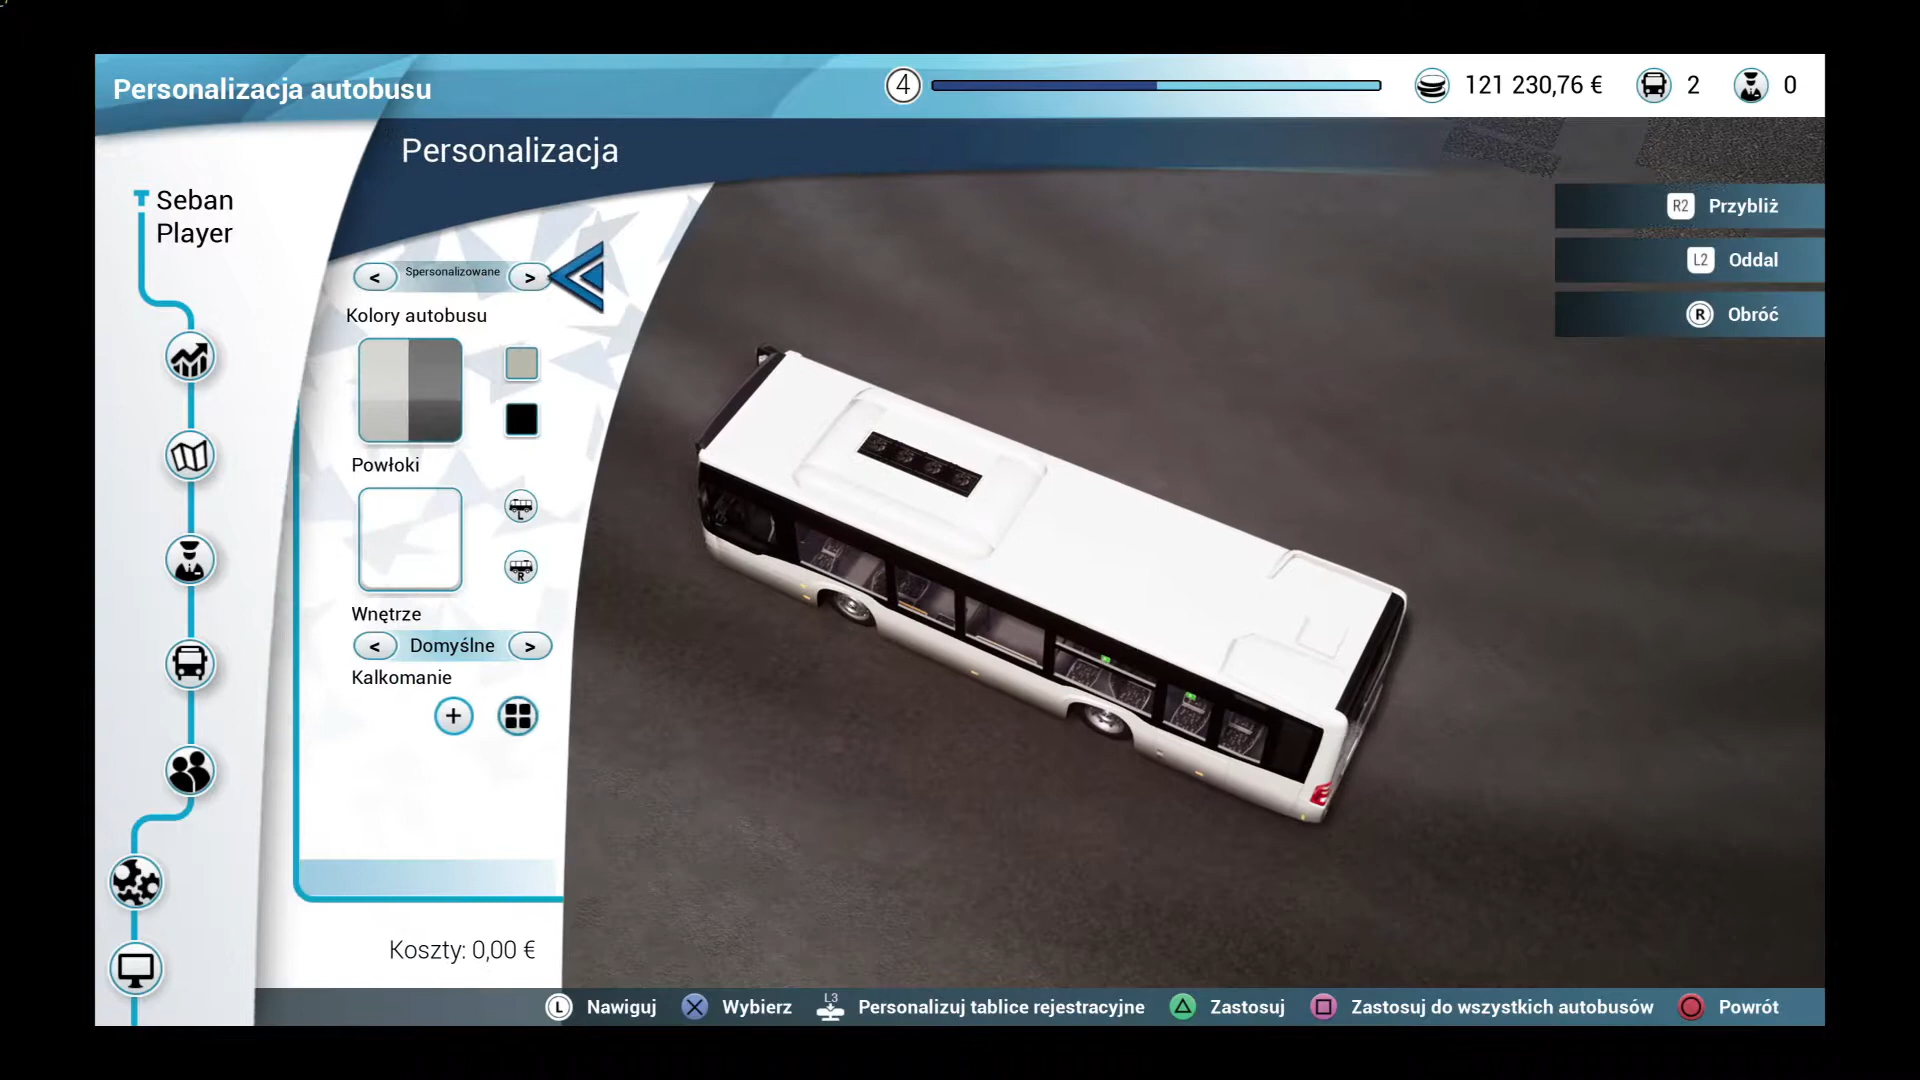 Personalizacja autobusu
4
121 230,76 €
2
0
Personalizacja
Seban
Player
R2 Przybliż
L2 Oddal
R Obróć
< Spersonalizowane >
Kolory autobusu
Powłoki
L
R
Wnętrze
< Domyślne >
Kalkomanie
+
Koszty: 0,00 €
L Nawiguj Wybierz L3 Personalizuj tablice rejestracyjne Zastosuj Zastosuj do wszystkich autobusów Powrót